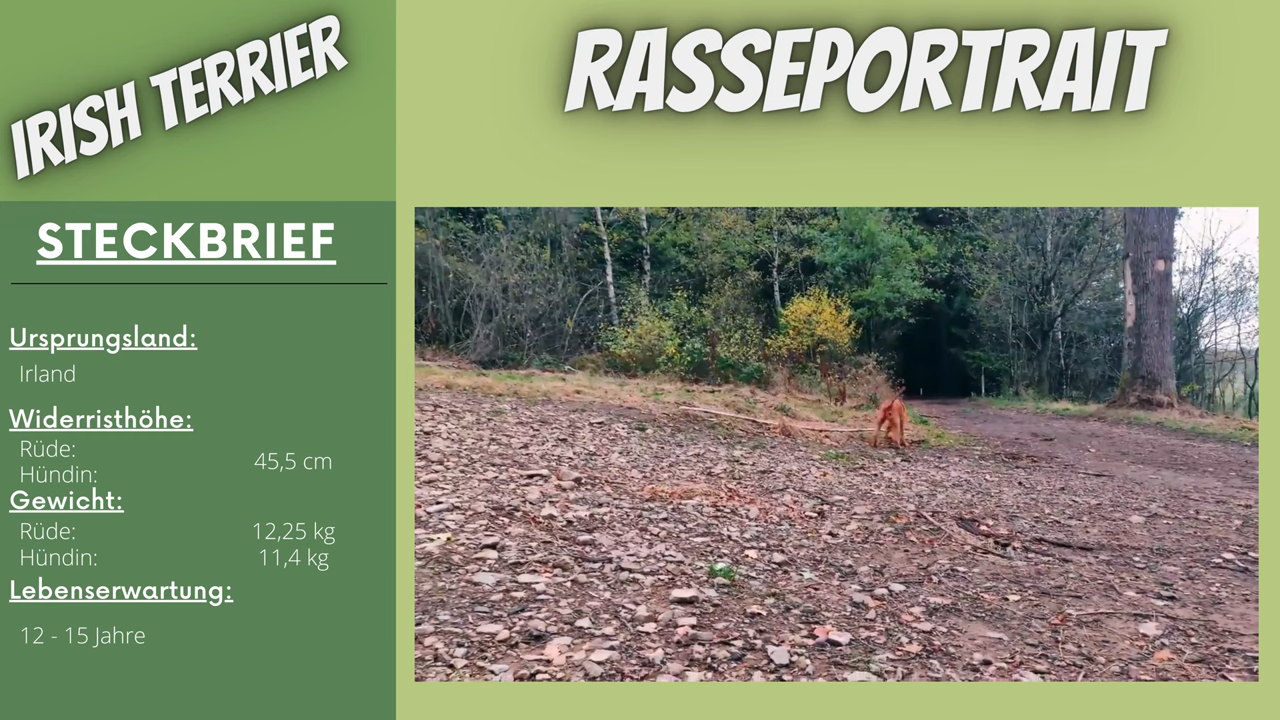 IRISH TERRIER
RASSEPORTRAIT
STECKBRIEF
Ursprungsland:
Irland
Widerristhöhe:
Rüde:
Hündin:
45,5 cm
Gewicht:
Rüde: 12,25 kg
Hündin: 11,4 kg
Lebenserwartung:
12 - 15 Jahre